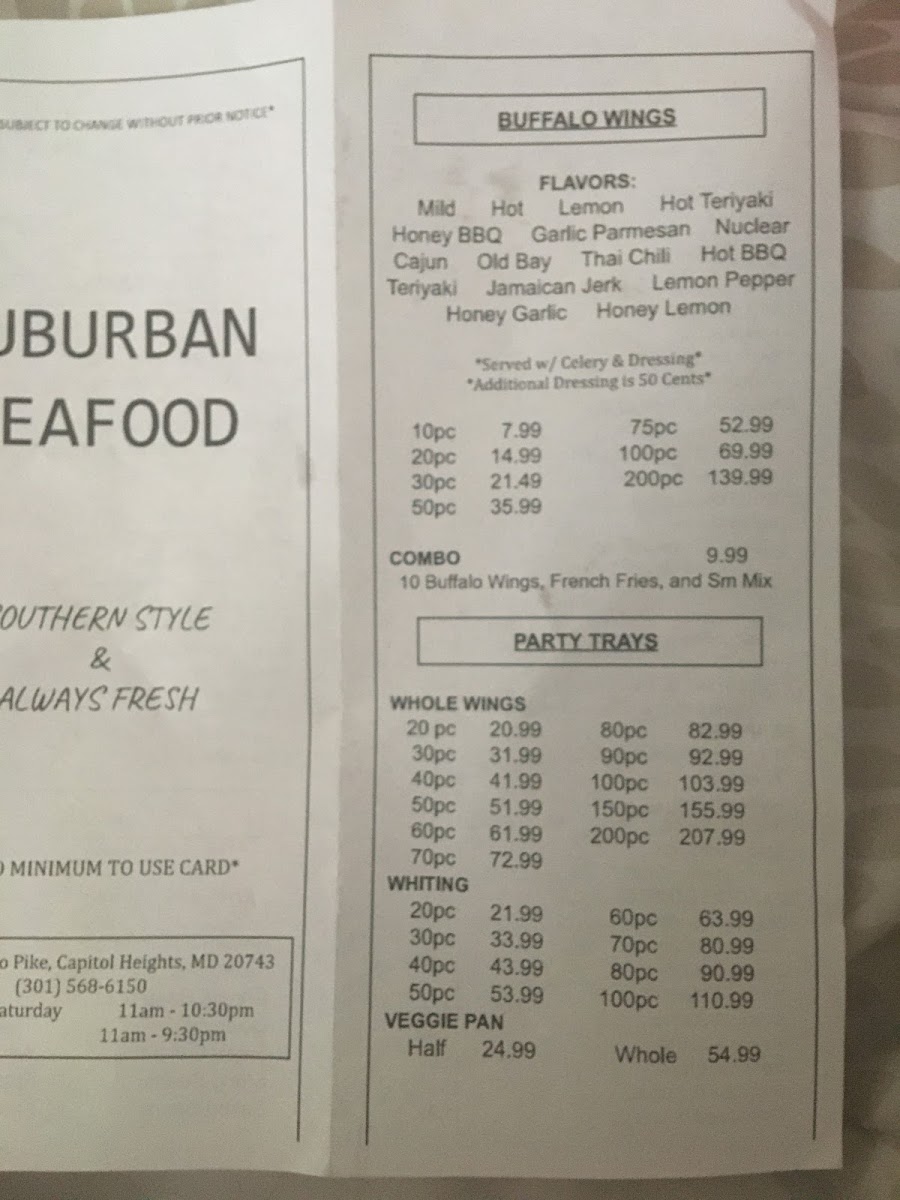 SUBJECT TO CHANGE WITHOUT PRIOR NOTICE*
UBURBAN
EAFOOD
OUTHERN STYLE
&
ALWAYS FRESH
MINIMUM TO USE CARD*
o Pike, Capitol Heights, MD 20743
(301) 568-6150
aturday 11am - 10:30pm
11am - 9:30pm
BUFFALO WINGS
FLAVORS:
Mild Hot Lemon Hot Teriyaki
Honey BBQ Garlic Parmesan Nuclear
Cajun Old Bay Thai Chili Hot BBQ
Teriyaki Jamaican Jerk Lemon Pepper
Honey Garlic Honey Lemon
*Served w/ Celery & Dressing*
*Additional Dressing is 50 Cents*
10pc 7.99 75pc 52.99
20pc 14.99 100pc 69.99
30pc 21.49 200pc 139.99
50pc 35.99
COMBO 9.99
10 Buffalo Wings, French Fries, and Sm Mix
PARTY TRAYS
WHOLE WINGS
20 pc 20.99 80pc 82.99
30pc 31.99 90pc 92.99
40pc 41.99 100pc 103.99
50pc 51.99 150pc 155.99
60pc 61.99 200pc 207.99
70pc 72.99
WHITING
20pc 21.99 60pc 63.99
30pc 33.99 70pc 80.99
40pc 43.99 80pc 90.99
50pc 53.99 100pc 110.99
VEGGIE PAN
Half 24.99 Whole 54.99